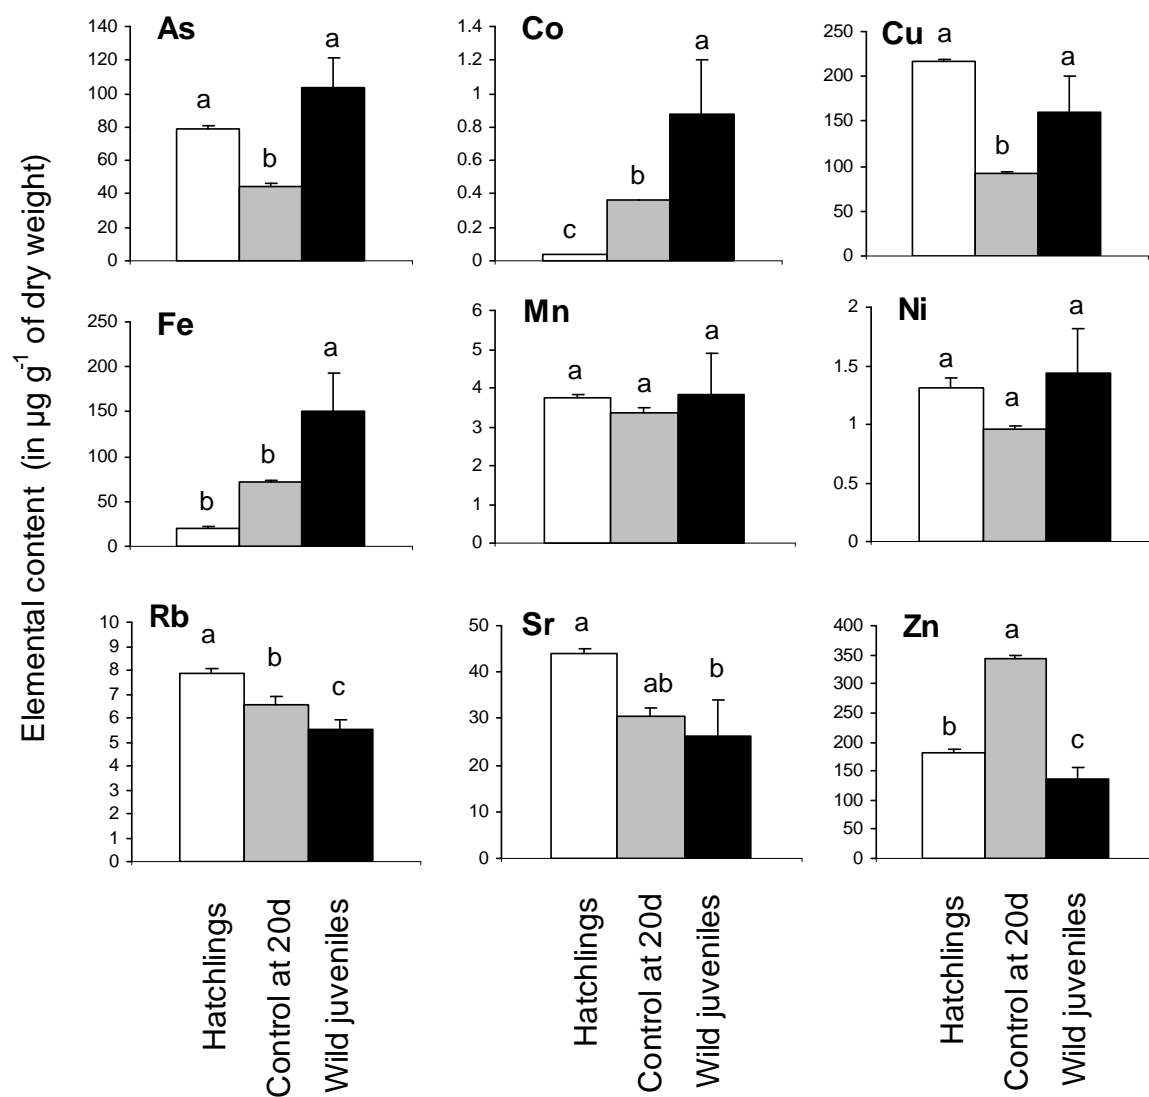 Elemental content (in µg g-1 of dry weight)
As
140
120
100
80
60
40
20
0
a
b
a
Co
1.4
1.2
1
0.8
0.6
0.4
0.2
0
c
b
a
Cu
250
200
150
100
50
0
a
b
a
Fe
250
200
150
100
50
0
b
b
a
Mn
6
5
4
3
2
1
0
a
a
a
Ni
2
1.5
1
0.5
0
a
a
a
Rb
10
9
8
7
6
5
4
3
2
1
0
a
b
c
Sr
50
40
30
20
10
0
a
ab
b
Zn
400
350
300
250
200
150
100
50
0
b
a
c
Hatchlings
Control at 20d
Wild juveniles
Hatchlings
Control at 20d
Wild juveniles
Hatchlings
Control at 20d
Wild juveniles